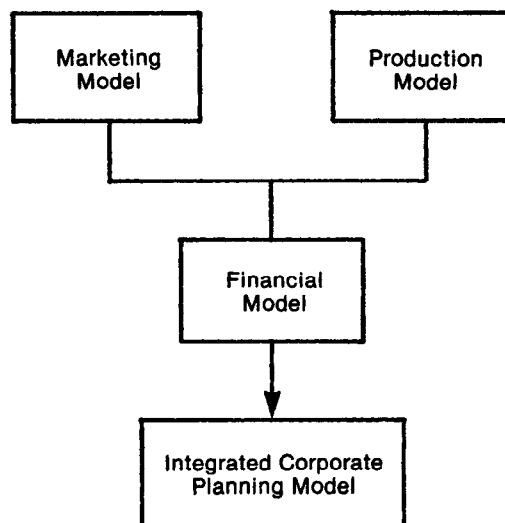 Marketing
Model
Production
Model
Financial
Model
Integrated Corporate
Planning Model